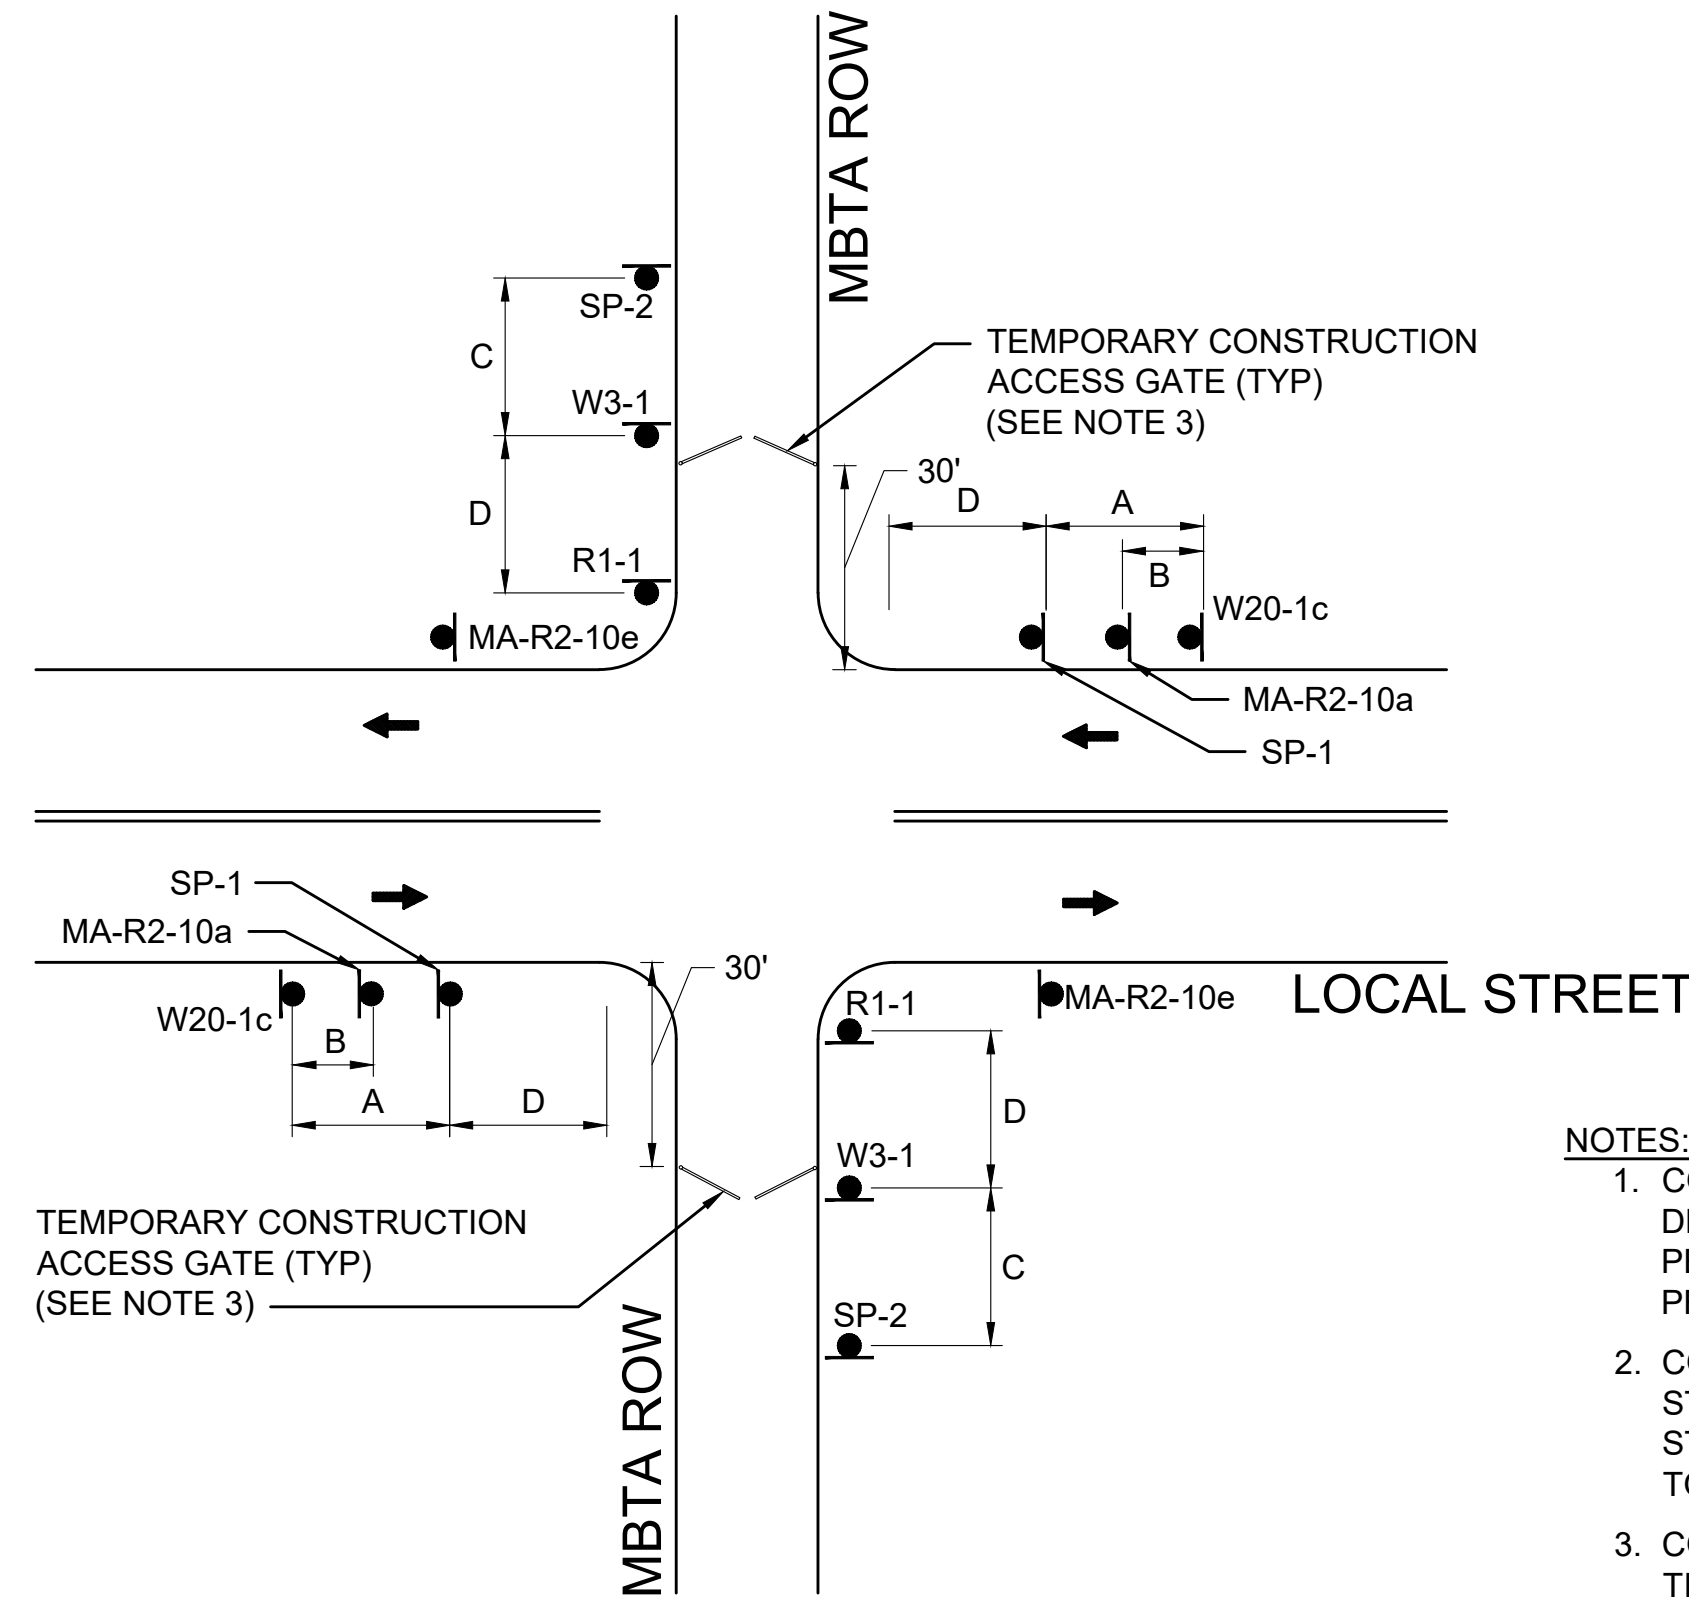 MBTA ROW
SP-2
C
TEMPORARY CONSTRUCTION
ACCESS GATE (TYP)
(SEE NOTE 3)
W3-1
30'
D
A
D
R1-1
B
W20-1c
MA-R2-10e
MA-R2-10a
SP-1
SP-1
MA-R2-10a
30'
W20-1c
R1-1
MA-R2-10e
LOCAL STREET
B
A
D
D
NOTES:
W3-1
1.
TEMPORARY CONSTRUCTION
ACCESS GATE (TYP)
(SEE NOTE 3)
C
SP-2
MBTA ROW
2.
3.